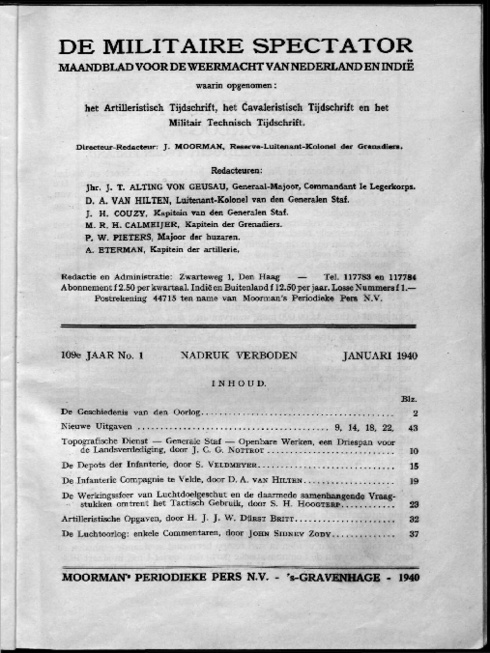 DE MILITAIRE SPECTATOR
MAANDBLAD VOOR DE WEERMACHT VAN NEDERLAND EN INDIË
waarin opgenomen:
het Artilleristisch Tijdschrift, het Cavaleristisch Tijdschrift en het
Militair Technisch Tijdschrift.
Directeur-Redacteur: J. MOORMAN, Reserve-Luitenant-Kolonel der Grenadiers.
Redacteuren:
Jhr. J. T. ALTING VON GEUSAU, Generaal-Majoor, Commandant Ie Legerkorps.
D. A. VAN HILTEN, Luitenant-Kolonel van den Generalen Staf.
J. H. COUZY, Kapitein van den Generalen Staf.
M. R. H. CALMEIJER, Kapitein der Grenadiers.
P. W. PIETERS, Majoor der huzaren.
A. ETERMAN, Kapitein der artillerie.
Redactie en Administratie: Zwarteweg 1, Den Haag — Tel. 117783 en 117784
Abonnement f 2.50 per kwartaal. Indië en Buitenland f 12.50 per jaar. Losse Nummers f 1.—
Postrekening 44715 ten name van Moorman's Periodieke Pers N.V.
109e JAAR No. 1 NADRUK VERBODEN JANUARI 1940
INHOUD.
Blz.
De Geschiedenis van den Oorlog 2
Nieuwe Uitgaven 9, 14, 18, 22, 43
Topografische Dienst — Generale Staf — Openbare Werken, een Driespan voor
de Landsverdediging, door J. C. G. NOTTROT 10
De Depots der Infanterie, door S. VELDMEYER 15
De Infanterie Compagnie te Velde, door D. A. VAN HILTEN 19
De Werkingssfeer van Luchtdoelgeschut en de daarmede samenhangende Vraag-
stukken omtrent het Tactisch Gebruik, door S. H. HOOGTERP 23
Artilleristische Opgaven, door H. J. J. W. DÜRST BRITT 32
De Luchtoorlog: enkele Commentaren, door JOHN SIDNEY ZODY 37
MOORMAN'S PERIODIEKE PERS N.V. - 's-GRAVENHAGE - 1940